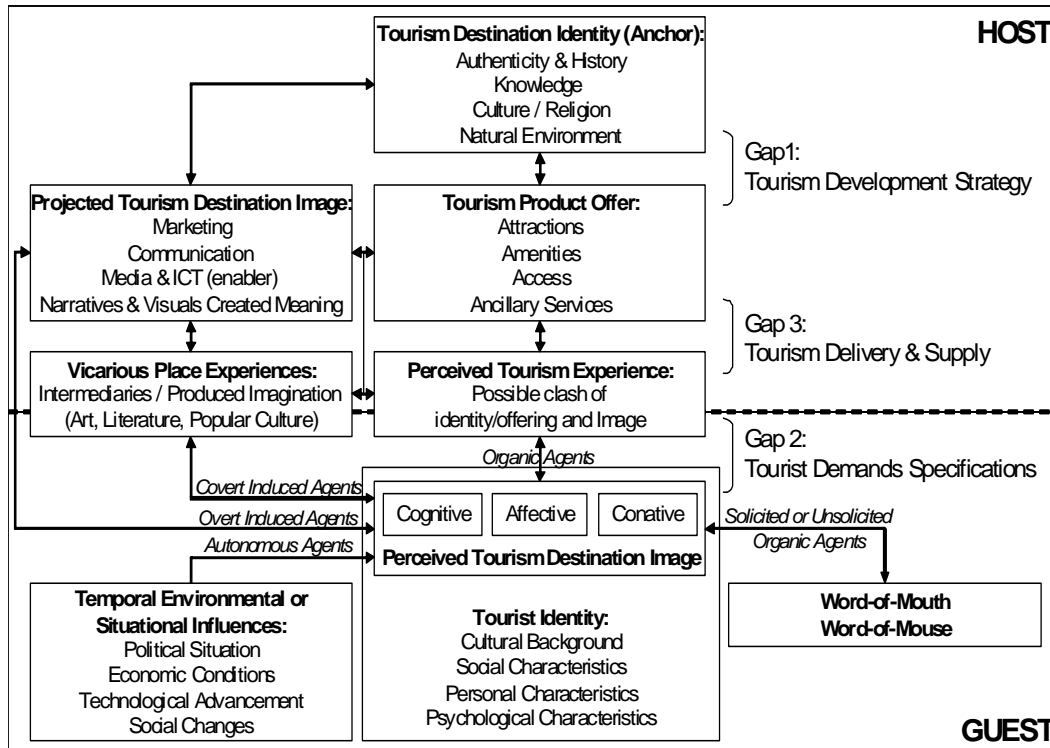 HOST
Tourism Destination Identity (Anchor):
Authenticity & History
Knowledge
Culture / Religion
Natural Environment
Gap1:
Tourism Development Strategy
Projected Tourism Destination Image:
Marketing
Communication
Media & ICT (enabler)
Narratives & Visuals Created Meaning
Tourism Product Offer:
Attractions
Amenities
Access
Ancillary Services
Gap 3:
Tourism Delivery & Supply
Vicarious Place Experiences:
Intermediaries / Produced Imagination
(Art, Literature, Popular Culture)
Perceived Tourism Experience:
Possible clash of
identity/offering and Image
Gap 2:
Tourist Demands Specifications
Organic Agents
Covert Induced Agents
Overt Induced Agents
Autonomous Agents
Cognitive
Affective
Conative
Perceived Tourism Destination Image
Solicited or Unsolicited
Organic Agents
Word-of-Mouth
Word-of-Mouse
Temporal Environmental or
Situational Influences:
Political Situation
Economic Conditions
Technological Advancement
Social Changes
Tourist Identity:
Cultural Background
Social Characteristics
Personal Characteristics
Psychological Characteristics
GUEST